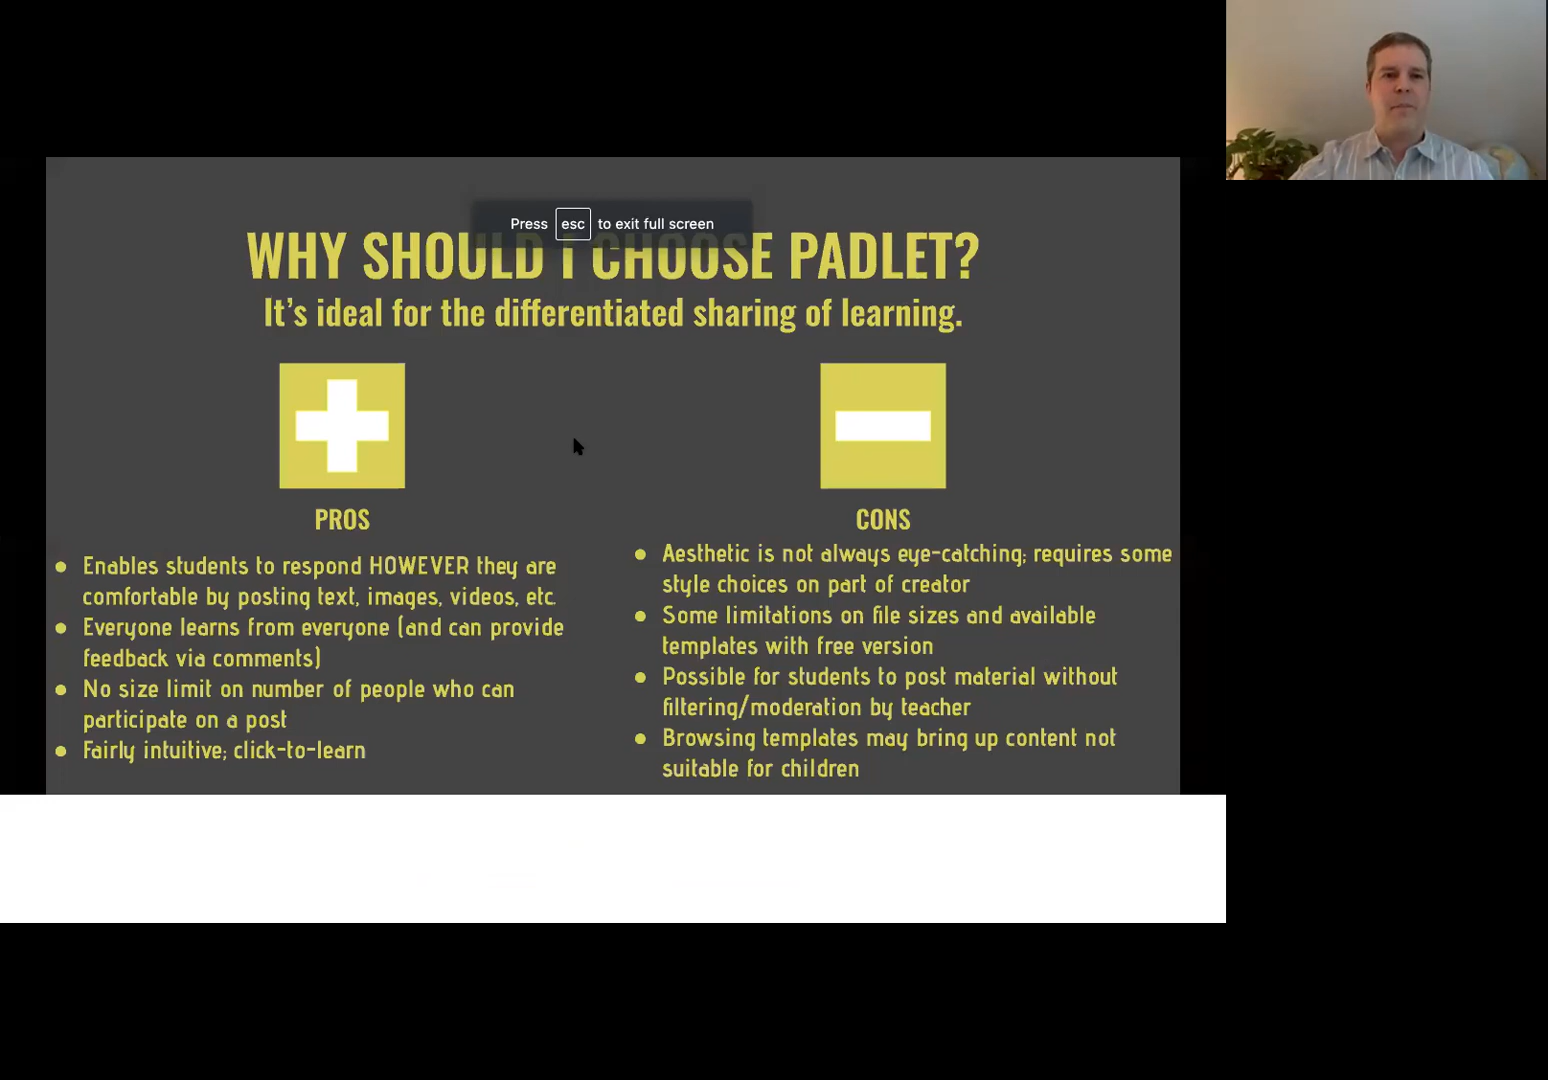 Press esc to exit full screen
WHY SHOULD I CHOOSE PADLET?
It's ideal for the differentiated sharing of learning.
PROS
● Enables students to respond HOWEVER they are
comfortable by posting text, images, videos, etc.
● Everyone learns from everyone (and can provide
feedback via comments)
● No size limit on number of people who can
participate on a post
● Fairly intuitive; click-to-learn
CONS
● Aesthetic is not always eye-catching; requires some
style choices on part of creator
● Some limitations on file sizes and available
templates with free version
● Possible for students to post material without
filtering/moderation by teacher
● Browsing templates may bring up content not
suitable for children